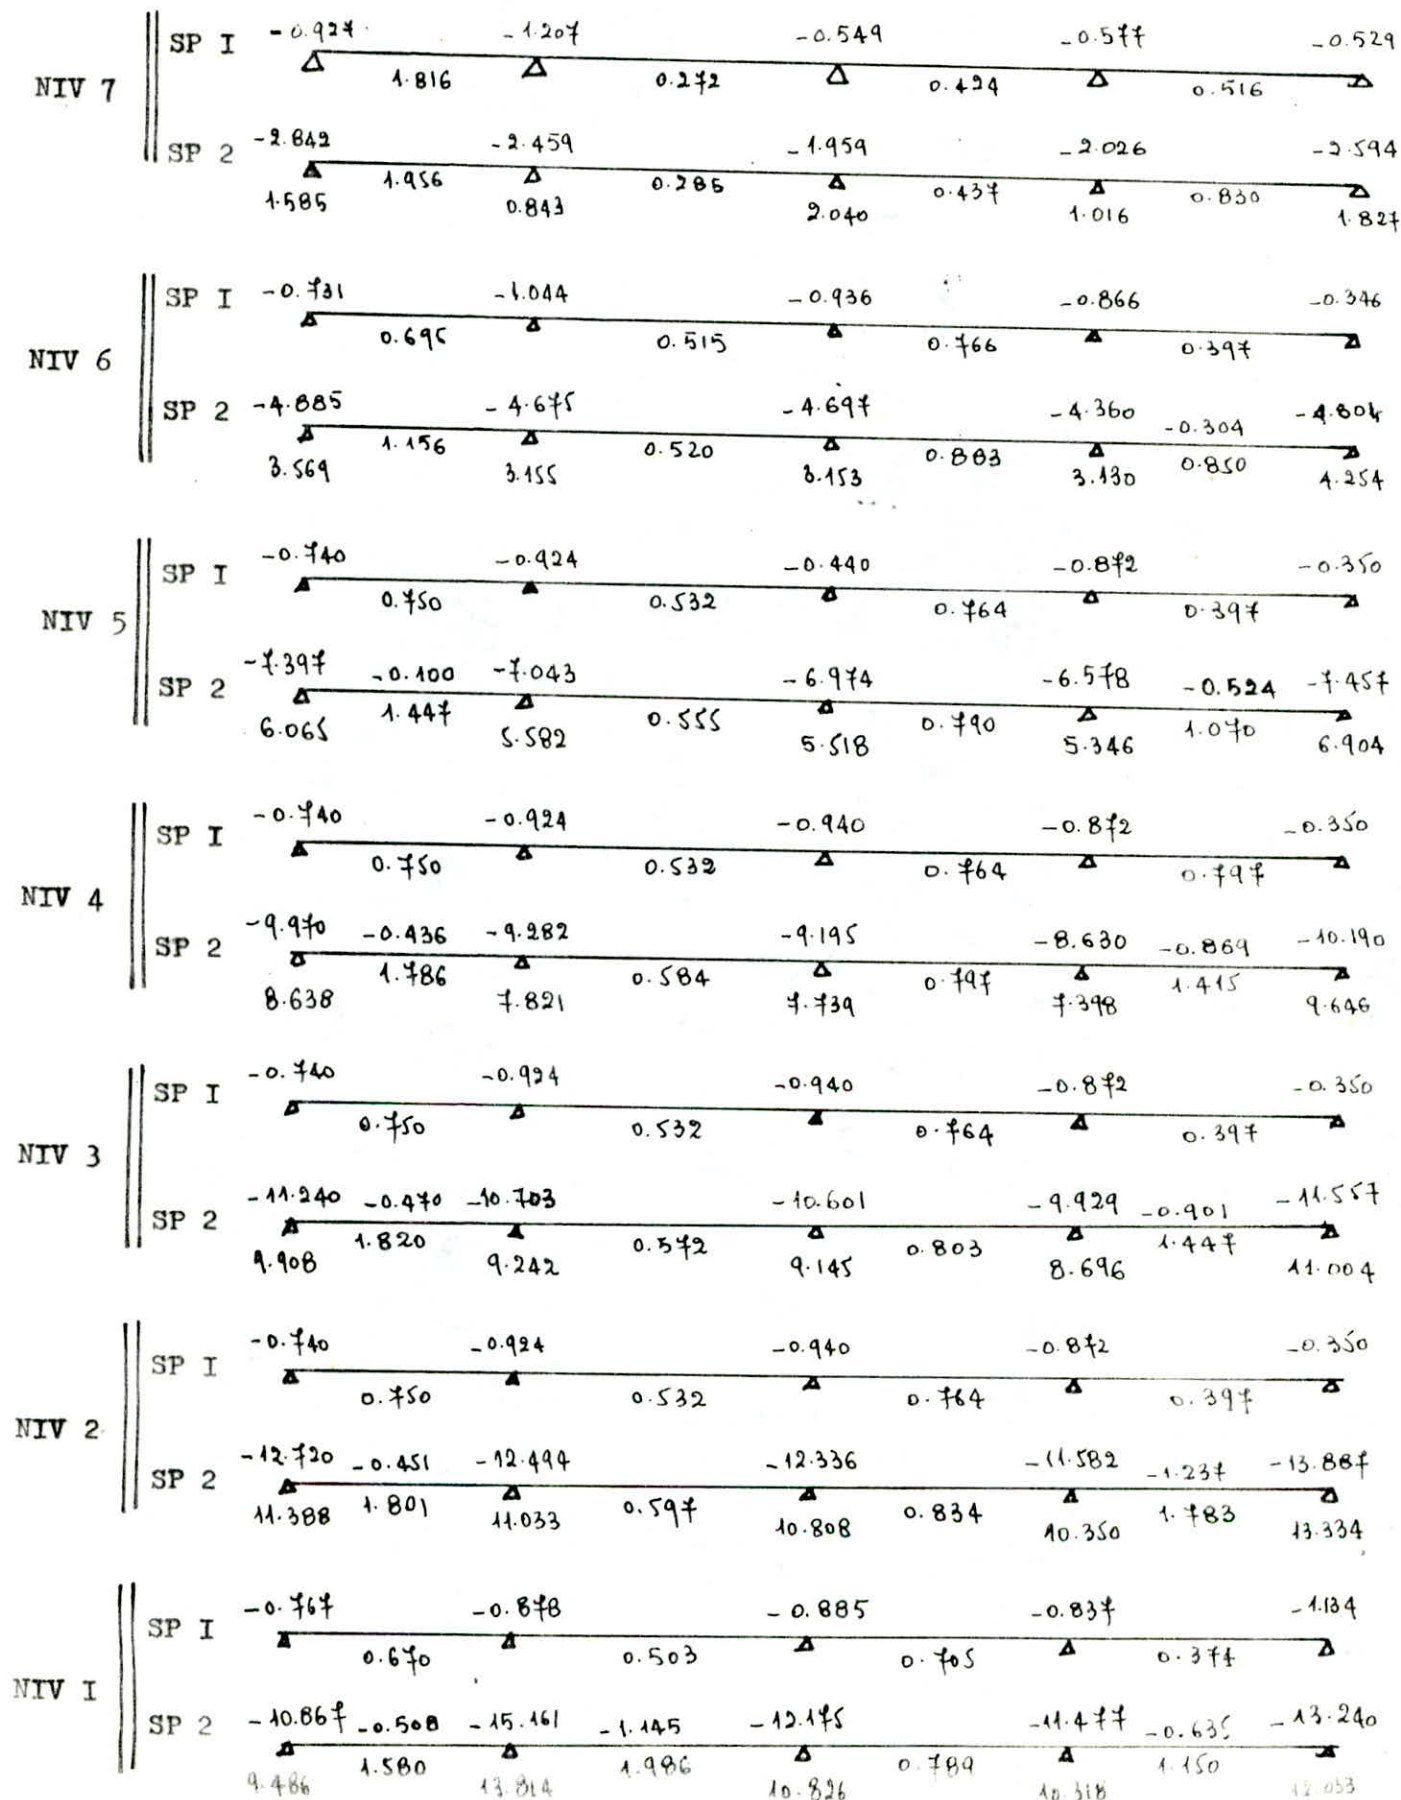 SP I -0.927 -1.207 -0.549 -0.577 -0.529
NIV 7
1.816 0.272 0.424 0.516
SP 2 -2.842 -2.459 -1.959 -2.026 -2.594
1.956 0.285 0.437 0.830
1.585 0.843 2.040 1.016 1.827
SP I -0.731 -1.044 -0.936 -0.866 -0.346
0.695 0.515 0.766 0.397
NIV 6
SP 2 -4.885 -4.675 -4.697 -4.360 -0.304 -4.804
1.156 0.520 0.883 0.850
3.569 3.155 3.153 3.130 4.254
SP I -0.740 -0.924 -0.440 -0.872 -0.350
0.750 0.532 0.764 0.397
NIV 5
SP 2 -7.397 -0.100 -7.043 -6.974 -6.578 -0.524 -7.457
1.447 0.555 0.790 1.070
6.065 5.582 5.518 5.346 6.904
SP I -0.740 -0.924 -0.940 -0.872 -0.350
0.750 0.532 0.764 0.797
NIV 4
SP 2 -9.970 -0.436 -9.282 -9.195 -8.630 -0.869 -10.190
1.786 0.584 0.797 1.415
8.638 7.821 7.739 7.398 9.646
SP I -0.740 -0.924 -0.940 -0.872 -0.350
0.750 0.532 0.764 0.397
NIV 3
SP 2 -11.240 -0.470 -10.703 -10.601 -9.929 -0.901 -11.557
1.820 0.572 0.803 1.447
9.908 9.242 9.145 8.696 11.004
SP I -0.740 -0.924 -0.940 -0.872 -0.350
0.750 0.532 0.764 0.397
NIV 2
SP 2 -12.720 -0.451 -12.494 -12.336 -11.582 -1.237 -13.887
1.801 0.597 0.834 1.783
11.388 11.033 10.808 10.350 13.334
SP I -0.767 -0.878 -0.885 -0.837 -1.134
0.670 0.503 0.705 0.374
NIV I
SP 2 -10.867 -0.508 -15.161 -1.145 -12.175 -11.477 -0.635 -13.240
1.580 1.986 0.789 1.150
9.486 13.814 10.826 10.318 12.033